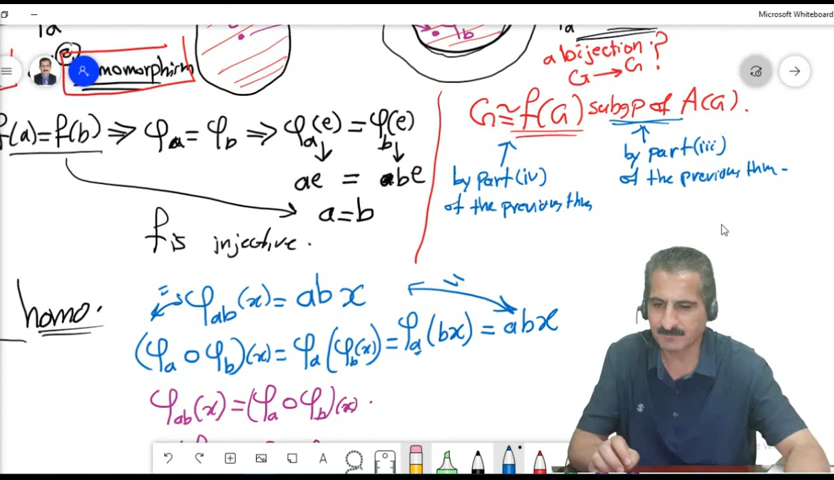 Microsoft Whiteboard
homomorphism
a bijection?
G → G ?
f(a)=f(b) ⇒ φa = φb ⇒ φa(e) = φb(e)
ae = be
a=b
f is injective.
G ≅ f(G) subgp of A(G).
by part(iv)
of the previous thm
by part(iii)
of the previous thm.
homo.
φab(x) = abx
(φa o φb)(x) = φa(φb(x)) = φa(bx) = abx
φab(x) = (φa o φb)(x).